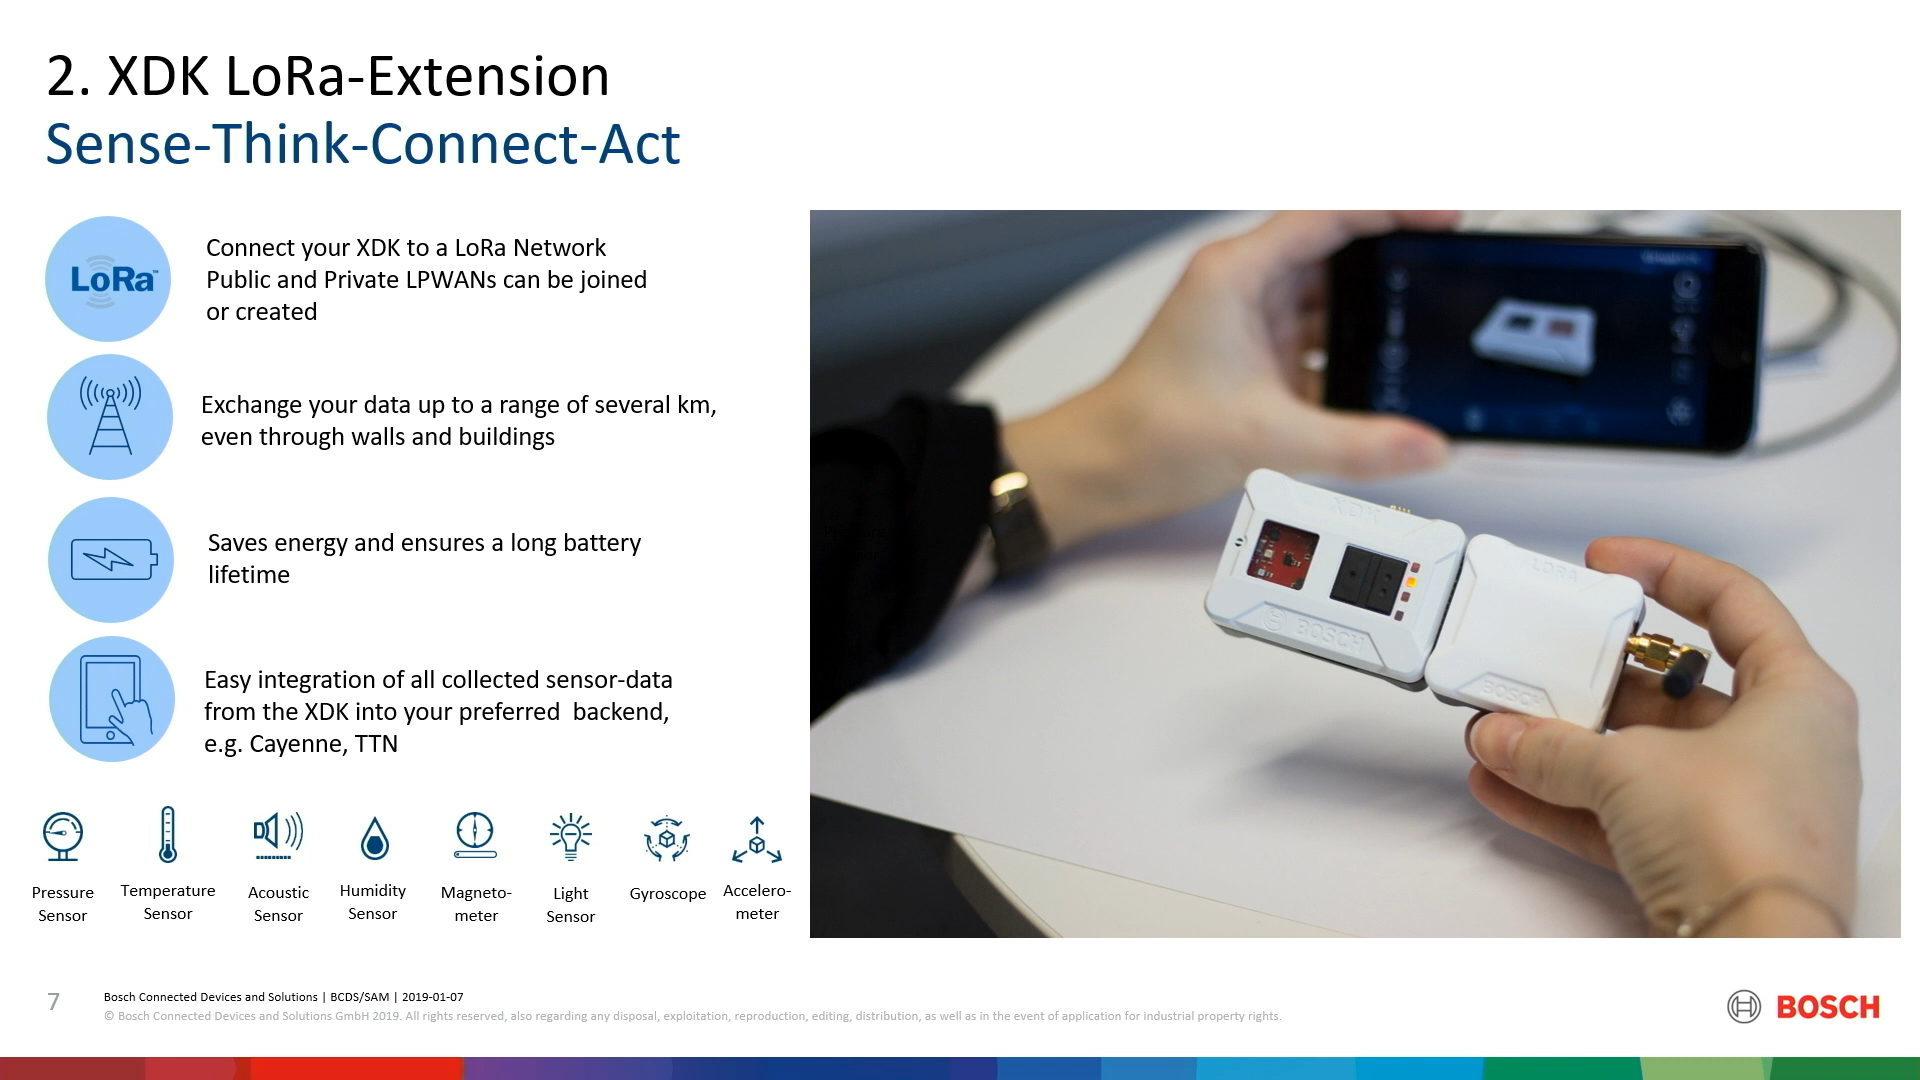 2. XDK LoRa-Extension
Sense-Think-Connect-Act
LoRa™
Connect your XDK to a LoRa Network
Public and Private LPWANs can be joined
or created
Exchange your data up to a range of several km,
even through walls and buildings
Saves energy and ensures a long battery
lifetime
Easy integration of all collected sensor-data
from the XDK into your preferred  backend,
e.g. Cayenne, TTN
Pressure
Sensor
Temperature
Sensor
Acoustic
Sensor
Humidity
Sensor
Magneto-
meter
Light
Sensor
Gyroscope
Accelero-
meter
XDK
BOSCH
LORA
BOSCH
7
Bosch Connected Devices and Solutions | BCDS/SAM | 2019-01-07
© Bosch Connected Devices and Solutions GmbH 2019. All rights reserved, also regarding any disposal, exploitation, reproduction, editing, distribution, as well as in the event of application for industrial property rights.
BOSCH